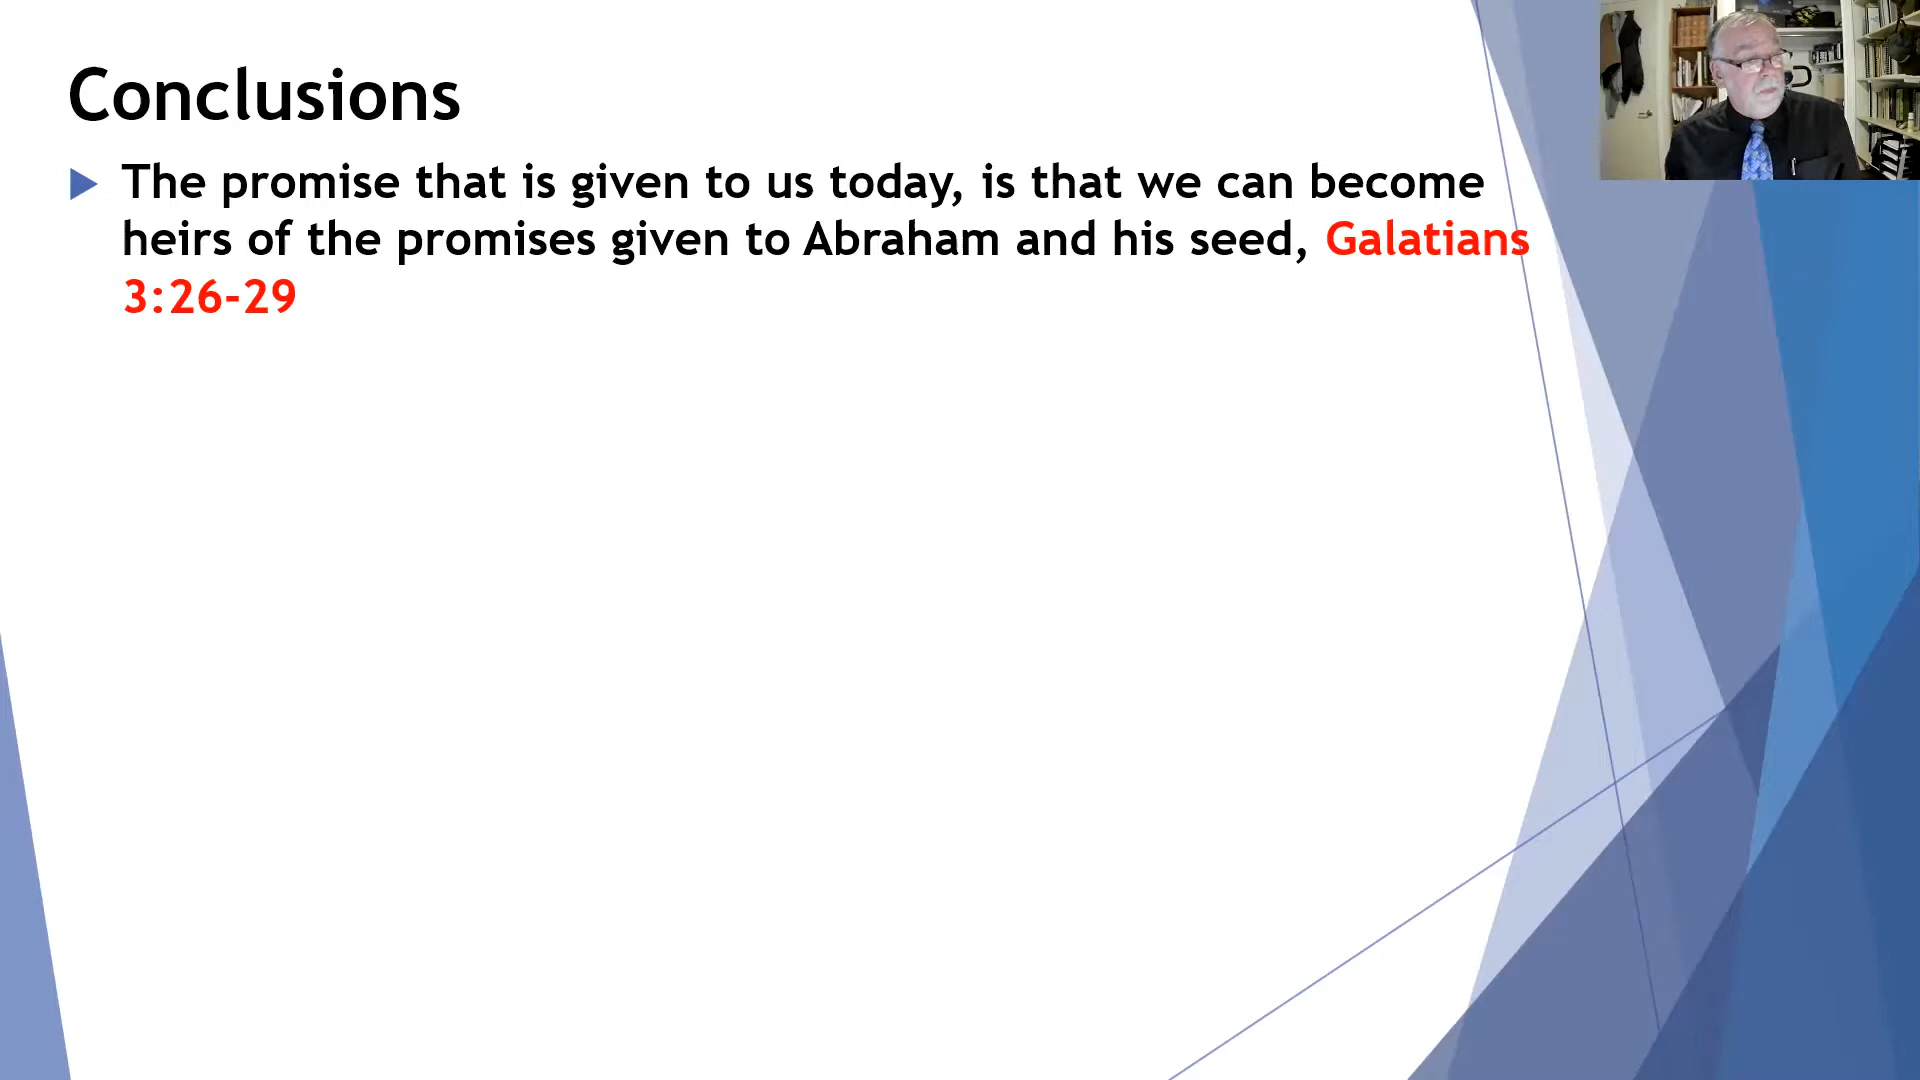 Conclusions
The promise that is given to us today, is that we can become
heirs of the promises given to Abraham and his seed, Galatians
3:26-29